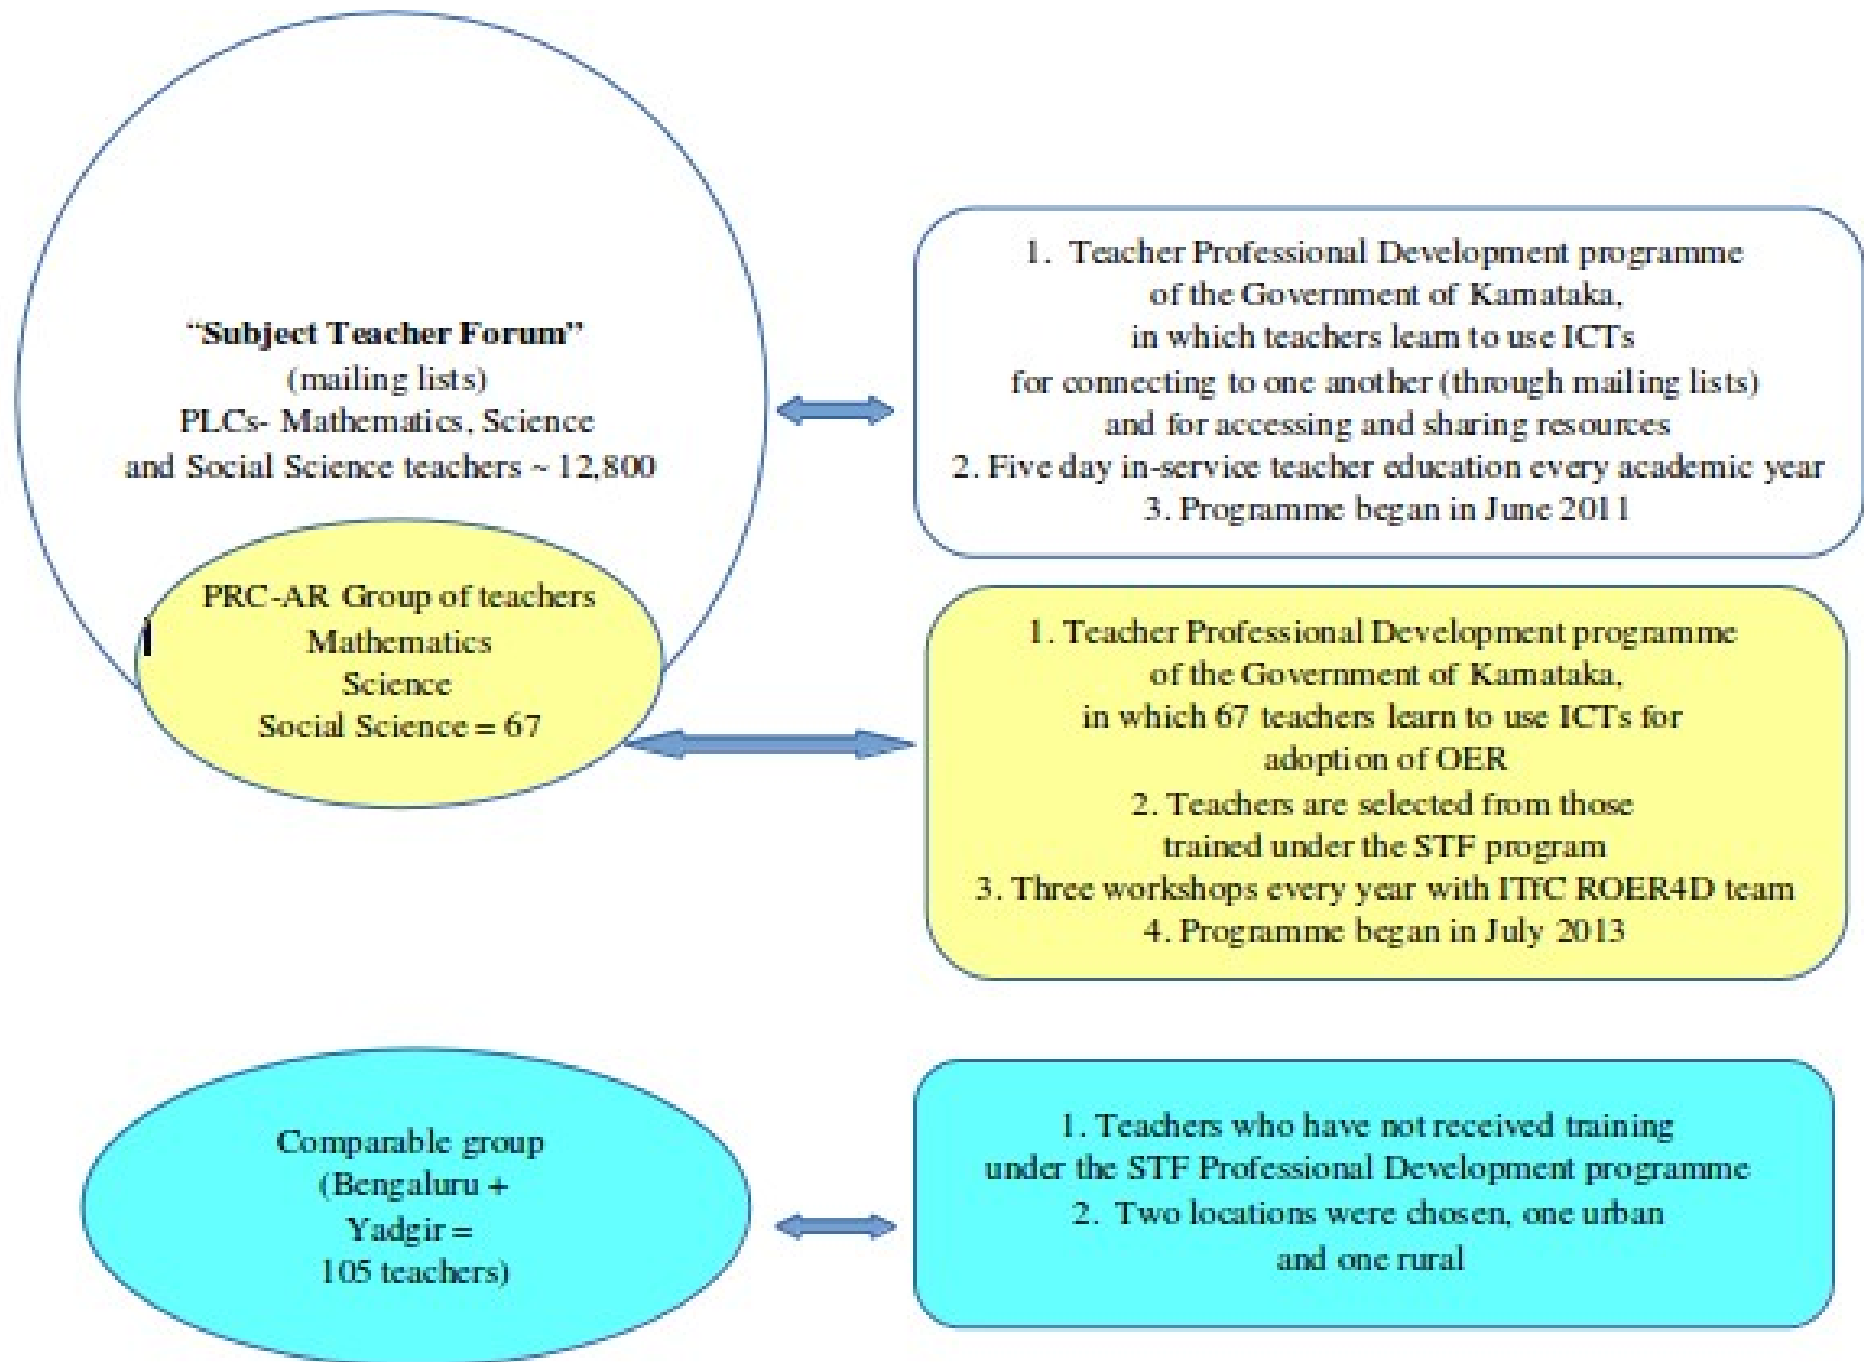 “Subject Teacher Forum”
(mailing lists)
PLCs- Mathematics, Science
and Social Science teachers ~ 12,800
1. Teacher Professional Development programme
of the Government of Karnataka,
in which teachers learn to use ICTs
for connecting to one another (through mailing lists)
and for accessing and sharing resources
2. Five day in-service teacher education every academic year
3. Programme began in June 2011
PRC-AR Group of teachers
Mathematics
Science
Social Science = 67
1. Teacher Professional Development programme
of the Government of Karnataka,
in which 67 teachers learn to use ICTs for
adoption of OER
2. Teachers are selected from those
trained under the STF program
3. Three workshops every year with ITfC ROER4D team
4. Programme began in July 2013
Comparable group
(Bengaluru +
Yadgir =
105 teachers)
1. Teachers who have not received training
under the STF Professional Development programme
2. Two locations were chosen, one urban
and one rural